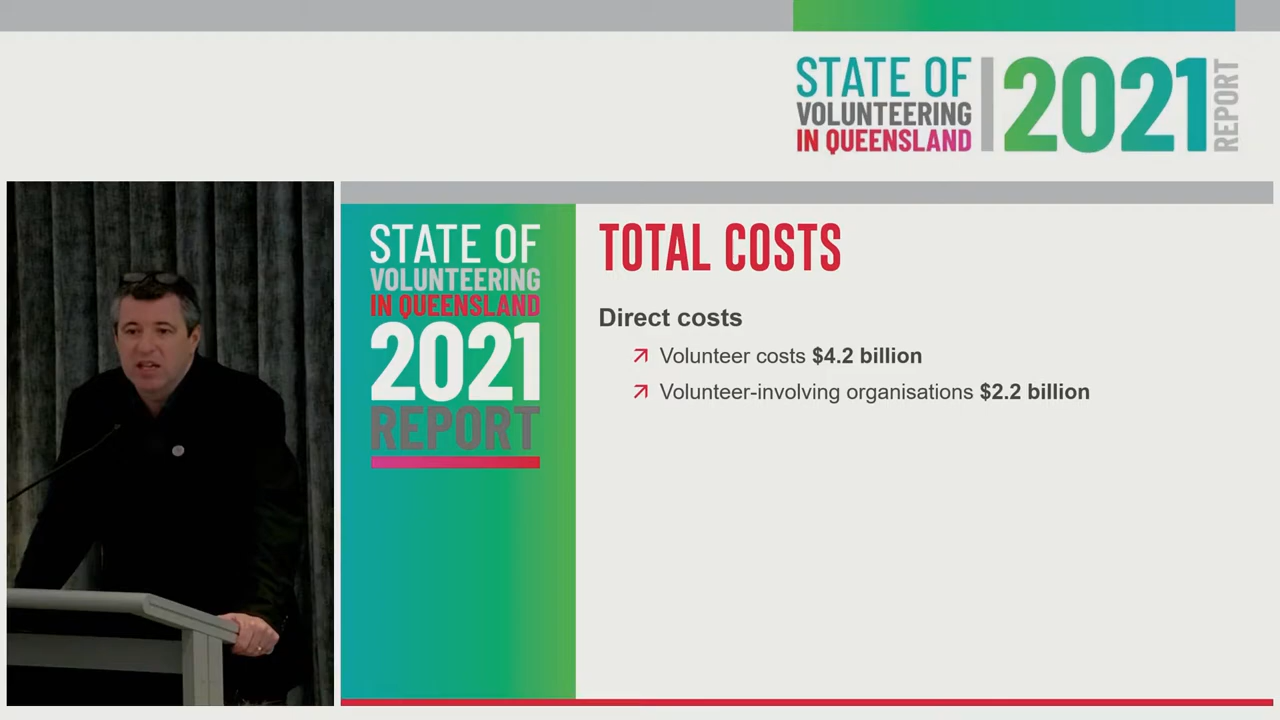 STATE OF
VOLUNTEERING
IN QUEENSLAND
2021
REPORT
STATE OF
VOLUNTEERING
IN QUEENSLAND
2021
REPORT
TOTAL COSTS
Direct costs
Volunteer costs $4.2 billion
Volunteer-involving organisations $2.2 billion